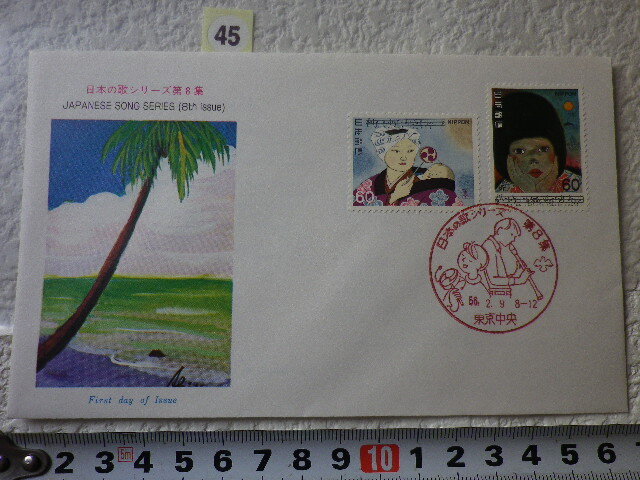 45
日本の歌シリーズ第8集
JAPANESE SONG SERIES (8th Issue)
日本郵便
NIPPON
60
日本郵便
NIPPON
60
日本の歌シリーズ 第8集
56. 2. 9 8-12
東京中央
First day of Issue
2 3 5m 4 5 6 7 8 9 10 1 2 3 4 5 6